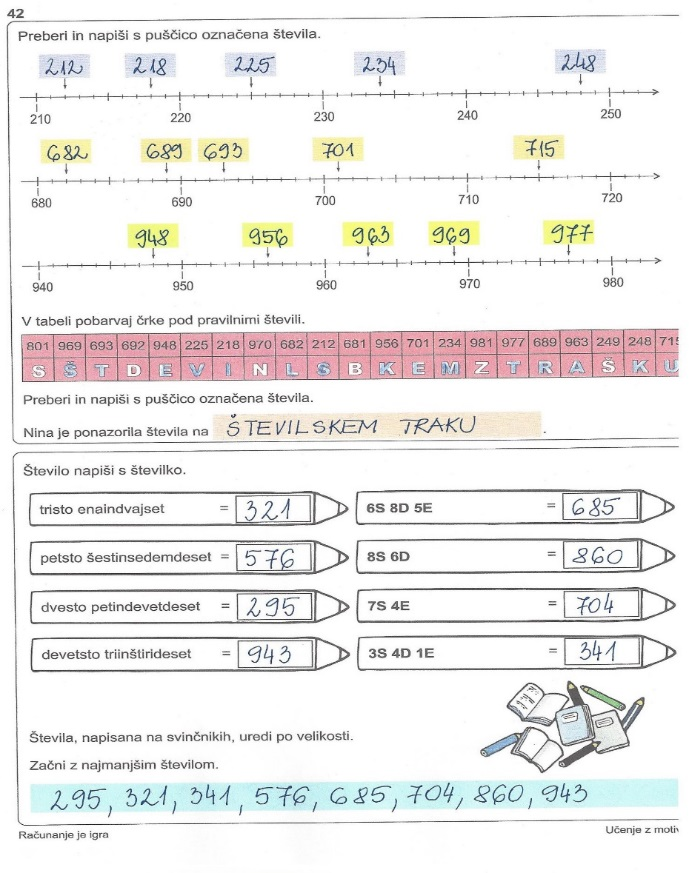 42
Preberi in napiši s puščico označena števila.
212 218 225 234 248
210 220 230 240 250
682 689 693 701 715
680 690 700 710 720
948 956 963 969 977
940 950 960 970 980
V tabeli pobarvaj črke pod pravilnimi števili.
801 969 693 692 948 225 218 970 682 212 681 956 701 234 981 977 689 963 249 248 715
S Š T D E V I N L S B K E M Z T R A Š K U
Preberi in napiši s puščico označena števila.
Nina je ponazorila števila na ŠTEVILSKEM TRAKU.
Število napiši s številko.
tristo enaindvajset = 321 6S 8D 5E = 685
petsto šestinsedemdeset = 576 8S 6D = 860
dvesto petindevetdeset = 295 7S 4E = 704
devetsto triinštirideset = 943 3S 4D 1E = 341
Števila, napisana na svinčnikih, uredi po velikosti.
Začni z najmanjšim številom.
295, 321, 341, 576, 685, 704, 860, 943
Računanje je igra Učenje z motiv